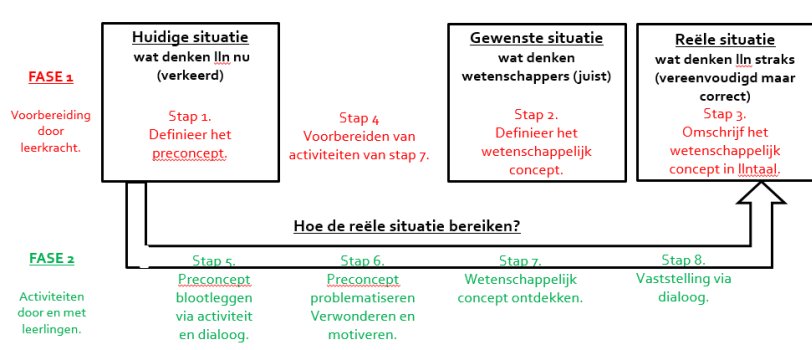 Huidige situatie
wat denken lln nu
(verkeerd)
Stap 1.
Definieer het
preconcept.
Gewenste situatie
wat denken
wetenschappers (juist)
Stap 2.
Definieer het
wetenschappelijk
concept.
Reële situatie
wat denken lln straks
(vereenvoudigd maar
correct)
Stap 3.
Omschrijf het
wetenschappelijk
concept in llntaal.
FASE 1
Voorbereiding
door
leerkracht.
Stap 4
Voorbereiden van
activiteiten van stap 7.
Hoe de reële situatie bereiken?
FASE 2
Activiteiten
door en met
leerlingen.
Stap 5.
Preconcept
blootleggen
via activiteit
en dialoog.
Stap 6.
Preconcept
problematiseren
Verwonderen en
motiveren.
Stap 7.
Wetenschappelijk
concept ontdekken.
Stap 8.
Vaststelling via
dialoog.